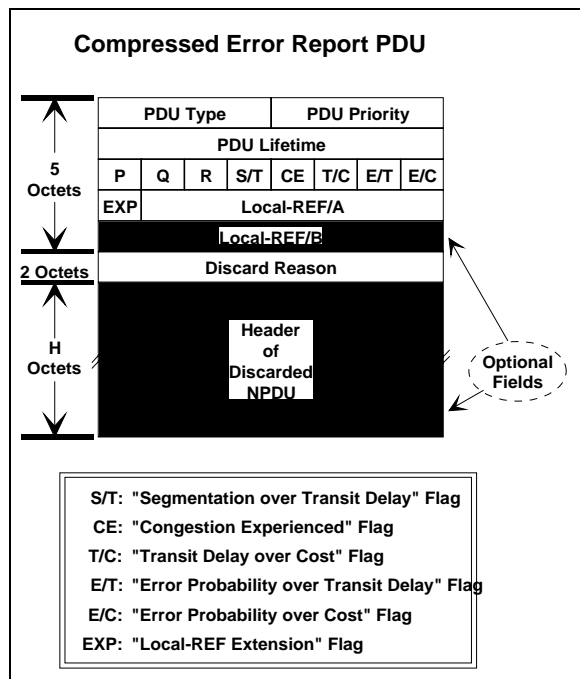 Compressed Error Report PDU
PDU Type PDU Priority
PDU Lifetime
P Q R S/T CE T/C E/T E/C
EXP Local-REF/A
Local-REF/B
Discard Reason
5
Octets
2 Octets
H
Octets
Header
of
Discarded
NPDU
Optional
Fields
S/T: "Segmentation over Transit Delay" Flag
CE: "Congestion Experienced" Flag
T/C: "Transit Delay over Cost" Flag
E/T: "Error Probability over Transit Delay" Flag
E/C: "Error Probability over Cost" Flag
EXP: "Local-REF Extension" Flag